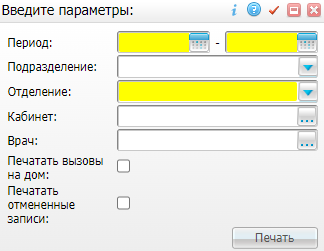 Введите параметры:
Период: -
Подразделение:
Отделение:
Кабинет:
Врач:
Печатать вызовы
на дом:
Печатать
отмененные
записи:
Печать